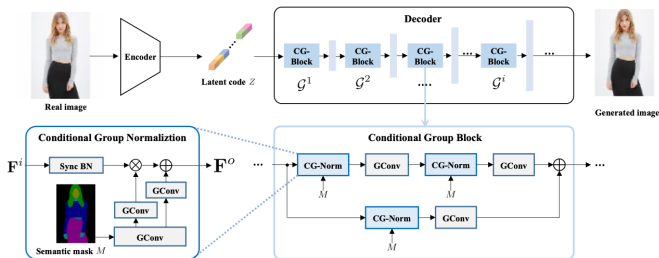 Decoder
Encoder
CG-Block
CG-Block
CG-Block
...
CG-Block
...
Latent code Z
G¹
G²
....
Gⁱ
Real image
Generated image
Conditional Group Normaliztion
Conditional Group Block
Fⁱ
Sync BN
Fᵒ
...
CG-Norm
GConv
CG-Norm
GConv
...
GConv
GConv
M
M
GConv
CG-Norm
GConv
Semantic mask M
M